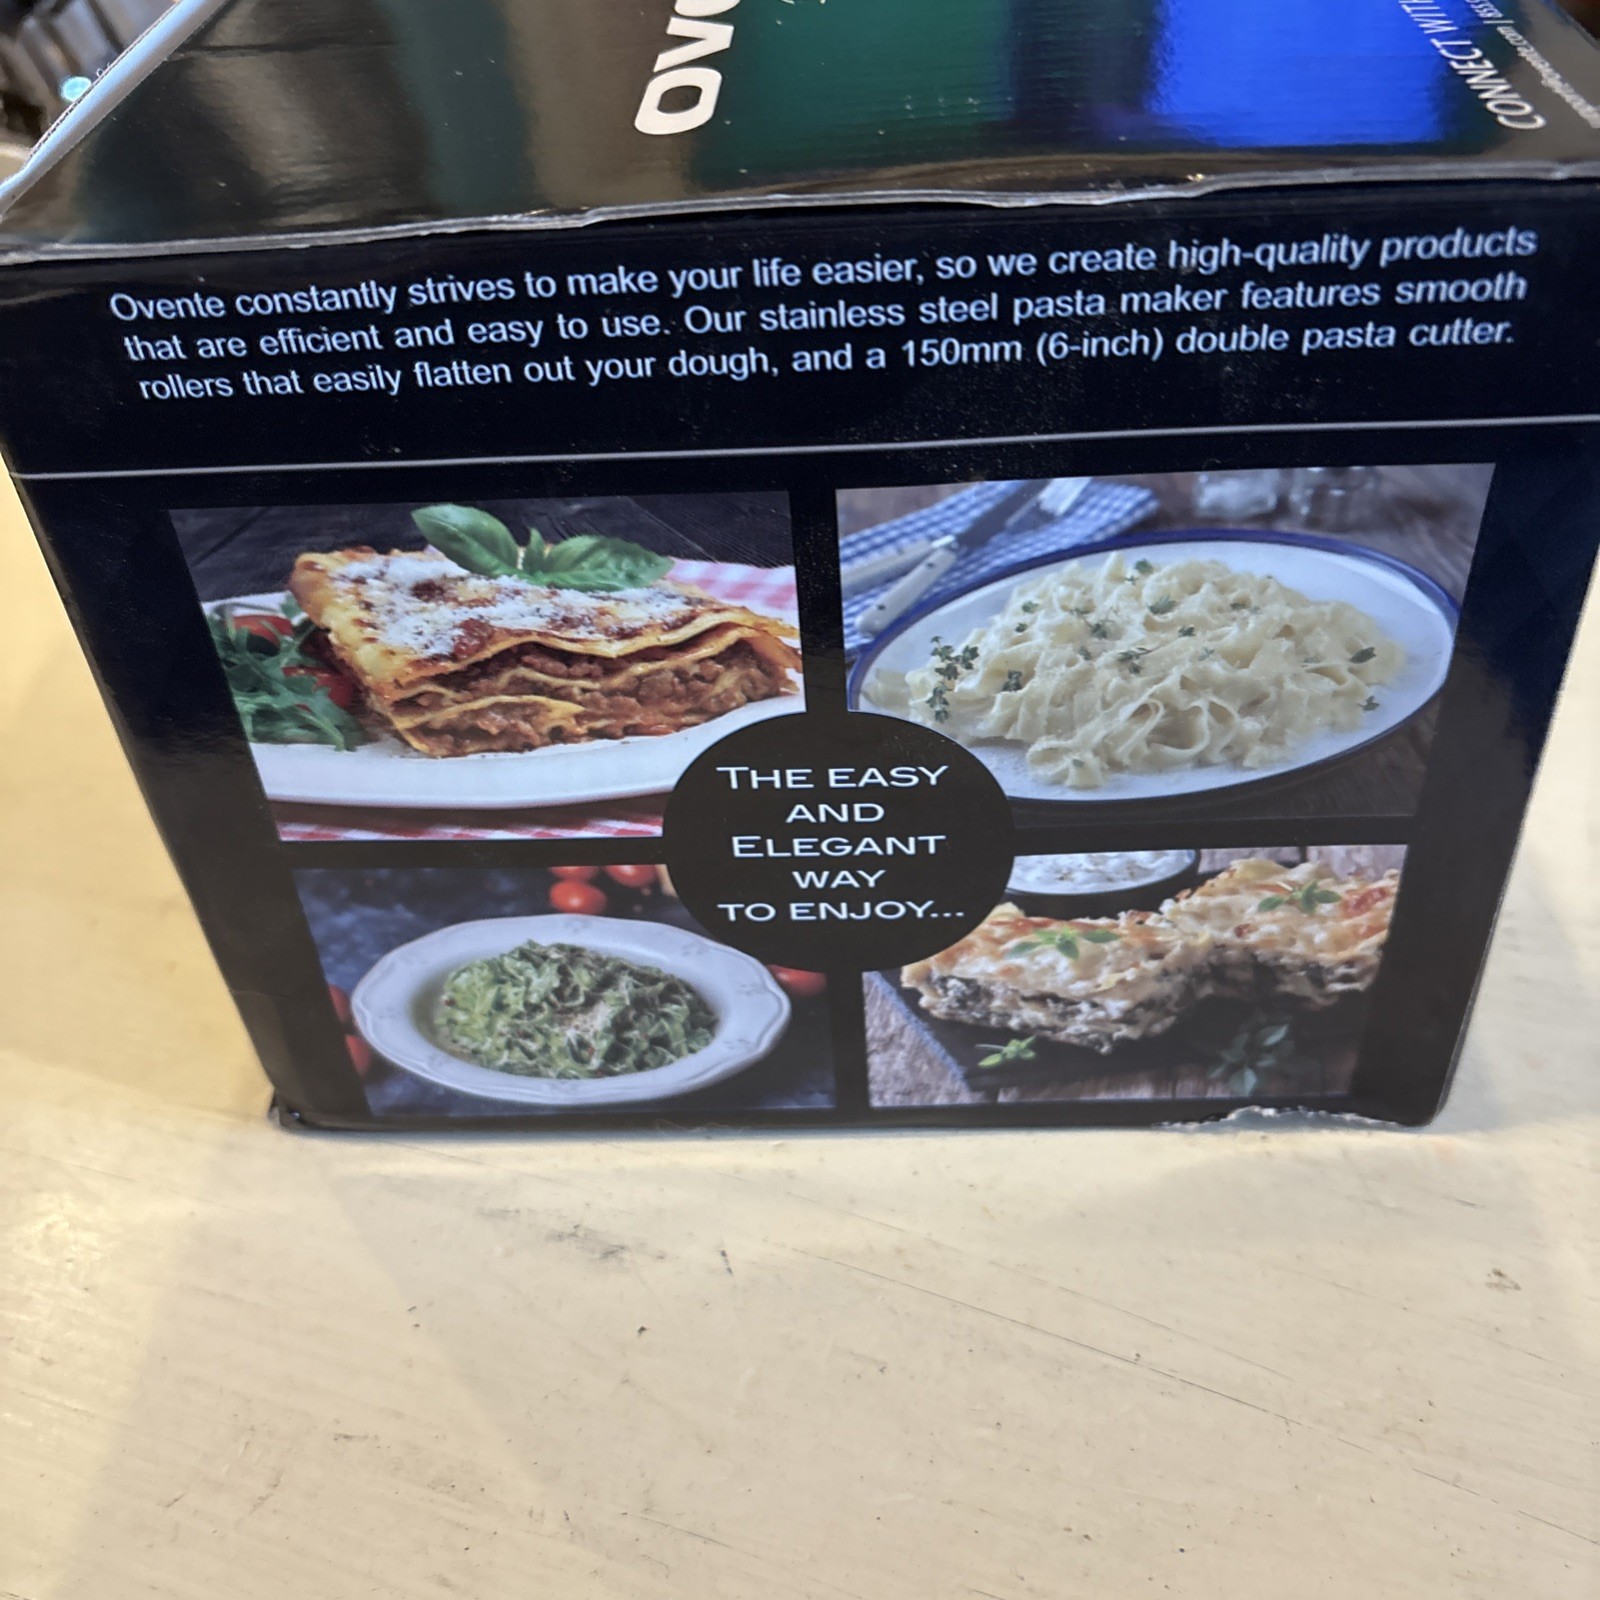 CONNECT WITH
Ovente constantly strives to make your life easier, so we create high-quality products
that are efficient and easy to use. Our stainless steel pasta maker features smooth
rollers that easily flatten out your dough, and a 150mm (6-inch) double pasta cutter.
THE EASY
AND
ELEGANT
WAY
TO ENJOY...